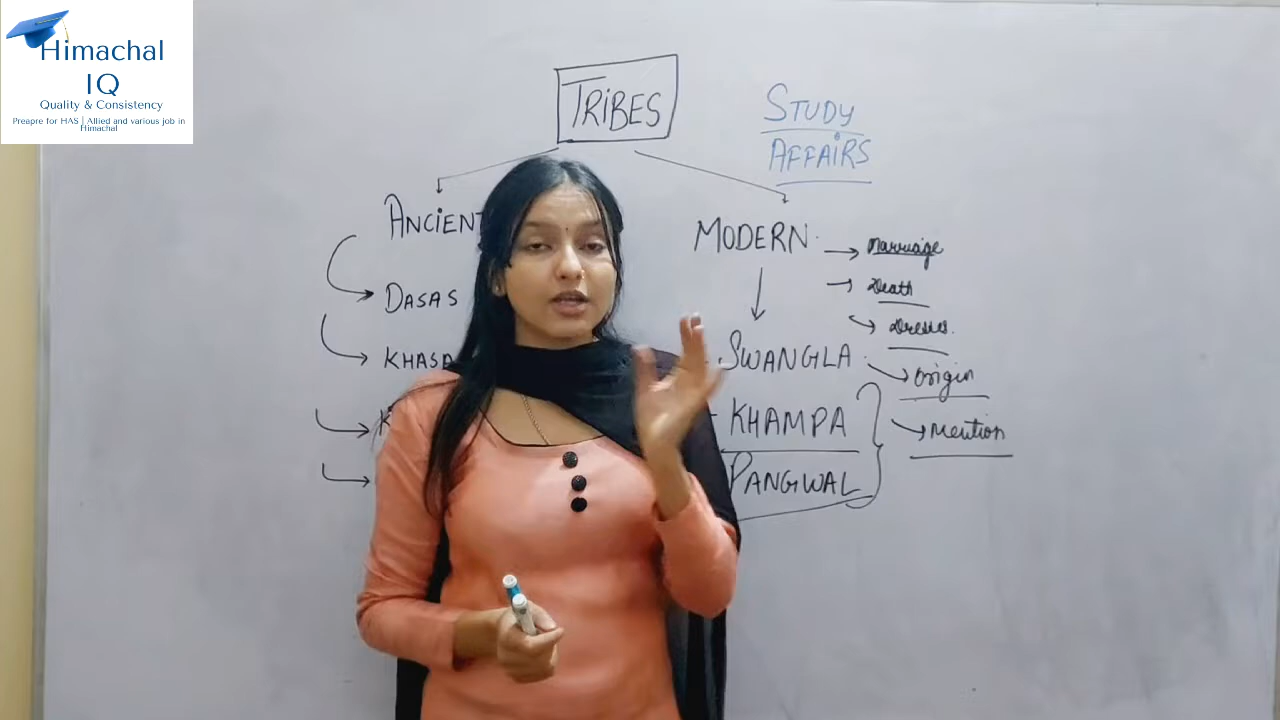 Himachal
IQ
Quality & Consistency
Preapre for HAS | Allied and various job in
Himachal
TRIBES
STUDY
AFFAIRS
ANCIENT
MODERN
Marriage
Death
Dresses.
DASAS
KHASA
SWANGLA
Origin
KHAMPA
Mention
PANGWAL